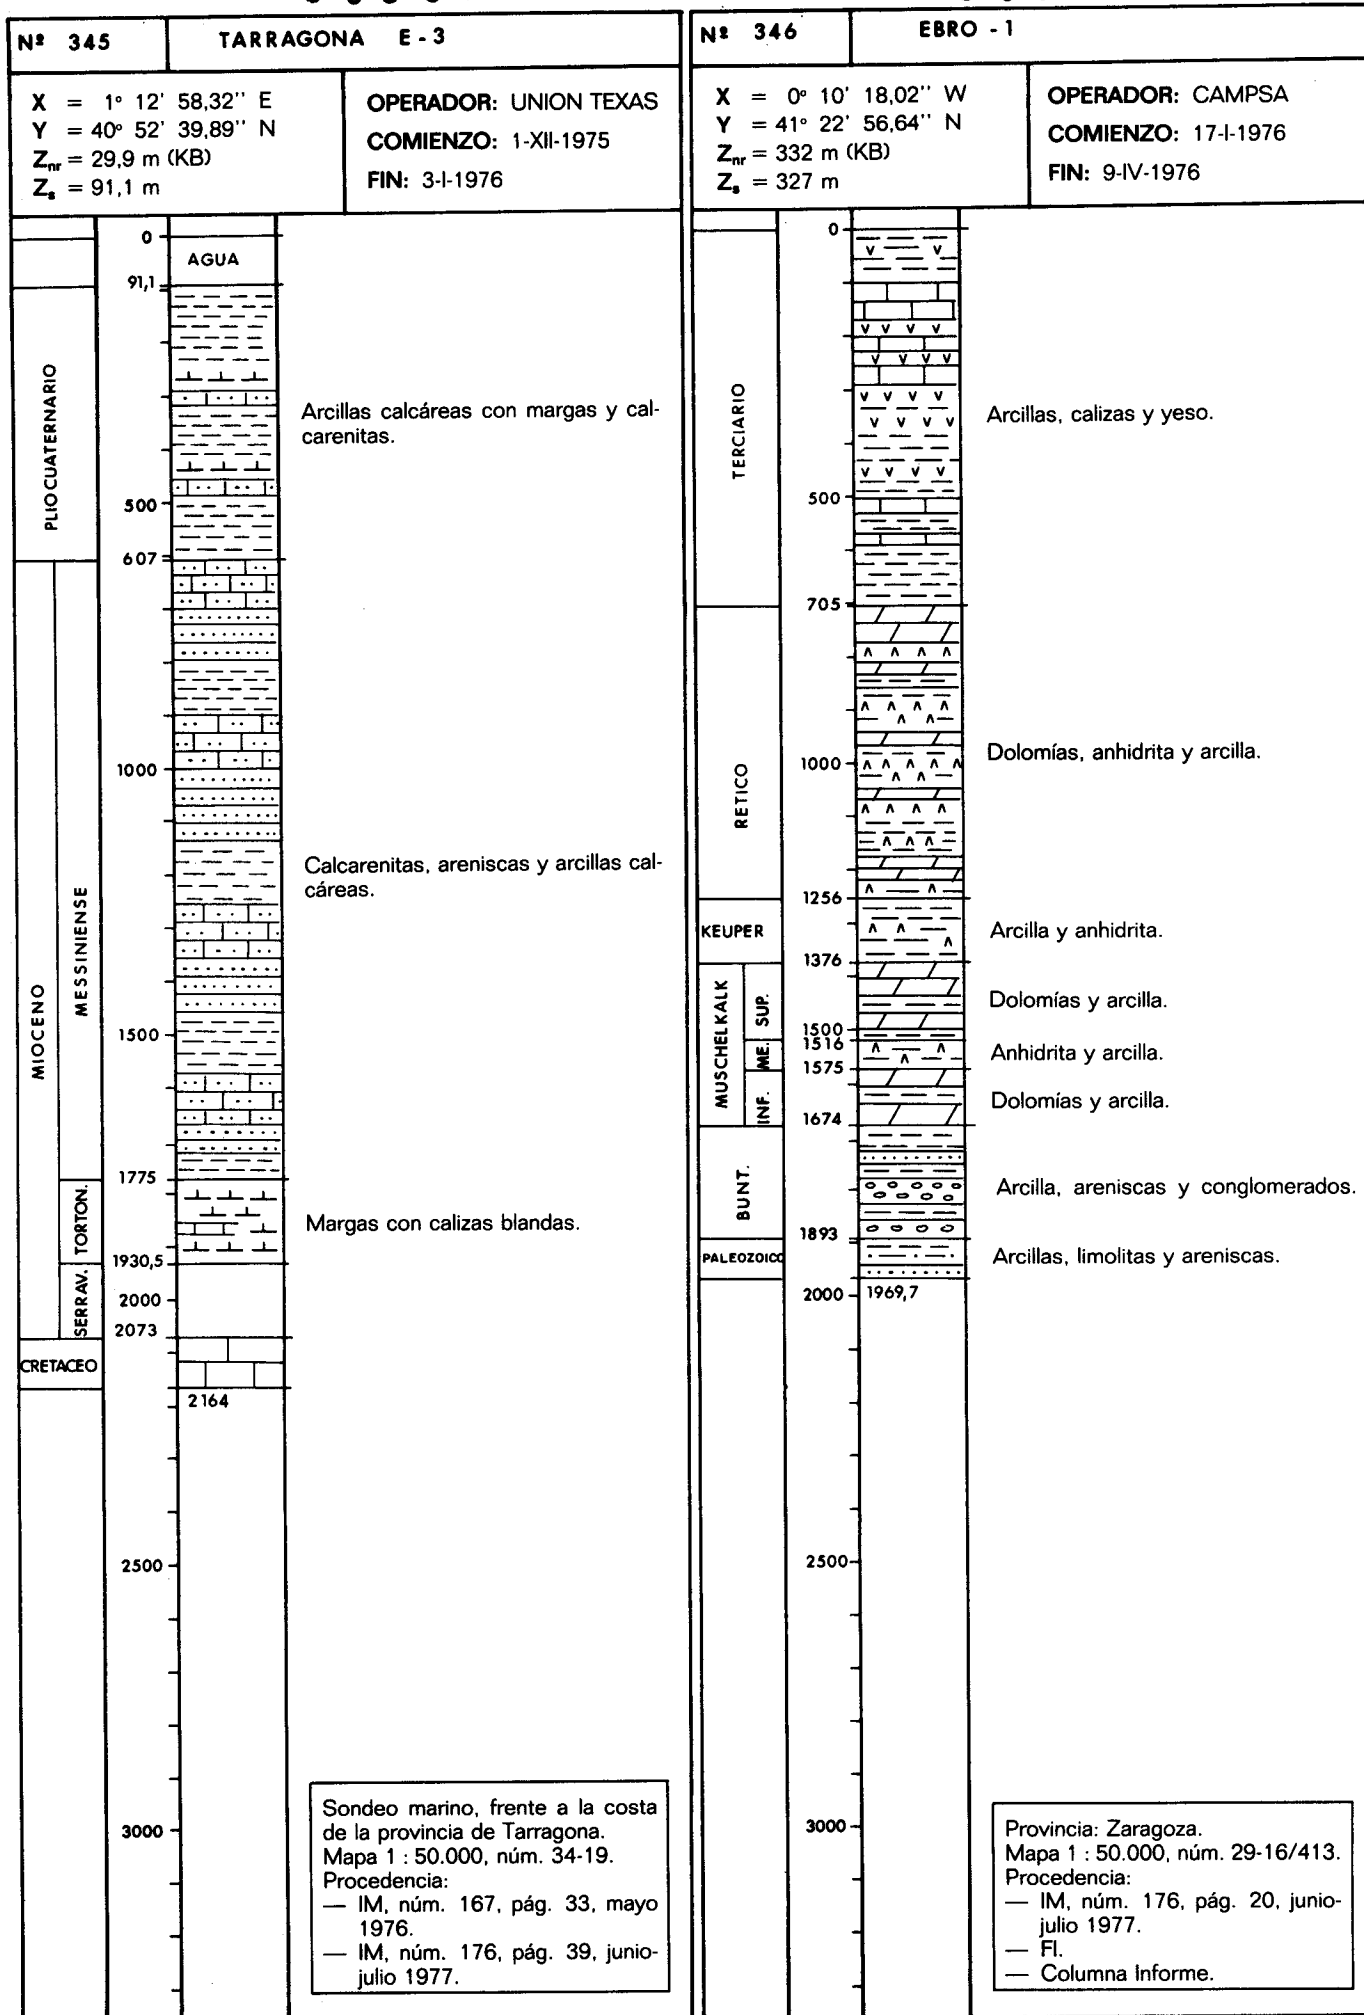 Nº 345
TARRAGONA E-3
X = 1° 12' 58,32'' E
Y = 40° 52' 39,89'' N
Znr = 29,9 m (KB)
Zs = 91,1 m
OPERADOR: UNION TEXAS
COMIENZO: 1-XII-1975
FIN: 3-I-1976
0
AGUA
91,1
PLIOCUATERNARIO
Arcillas calcáreas con margas y cal-
carenitas.
500
607
MIOCENO
MESSINIENSE
1000
Calcarenitas, areniscas y arcillas cal-
cáreas.
1500
1775
TORTON.
Margas con calizas blandas.
1930,5
SERRAV.
2000
2073
CRETACEO
2164
2500
3000
Sondeo marino, frente a la costa
de la provincia de Tarragona.
Mapa 1 : 50.000, núm. 34-19.
Procedencia:
— IM, núm. 167, pág. 33, mayo
1976.
— IM, núm. 176, pág. 39, junio-
julio 1977.
Nº 346
EBRO - 1
X = 0° 10' 18,02'' W
Y = 41° 22' 56,64'' N
Znr = 332 m (KB)
Zs = 327 m
OPERADOR: CAMPSA
COMIENZO: 17-I-1976
FIN: 9-IV-1976
0
TERCIARIO
Arcillas, calizas y yeso.
500
705
RETICO
Dolomías, anhidrita y arcilla.
1000
1256
KEUPER
Arcilla y anhidrita.
1376
MUSCHELKALK
SUP.
Dolomías y arcilla.
1500
1516
ME.
Anhidrita y arcilla.
1575
INF.
Dolomías y arcilla.
1674
BUNT.
Arcilla, areniscas y conglomerados.
1893
PALEOZOICO
Arcillas, limolitas y areniscas.
2000
1969,7
2500
3000
Provincia: Zaragoza.
Mapa 1 : 50.000, núm. 29-16/413.
Procedencia:
— IM, núm. 176, pág. 20, junio-
julio 1977.
— FI.
— Columna Informe.